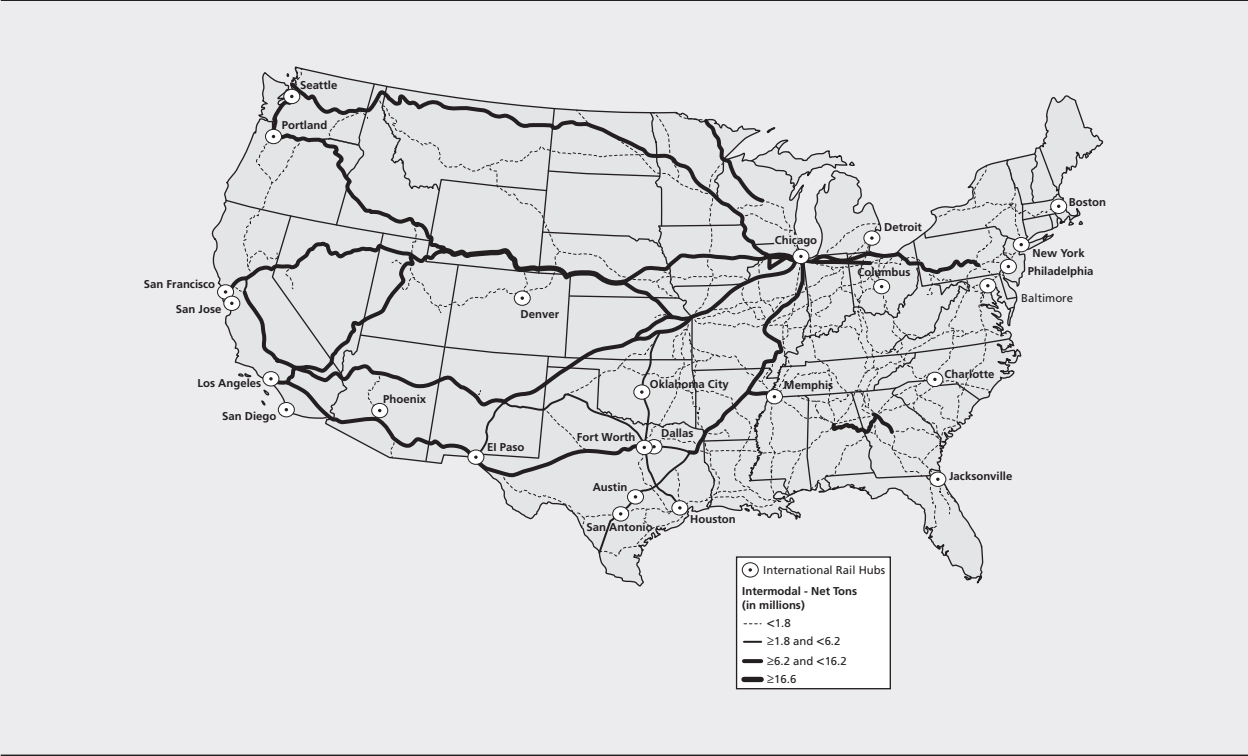 Seattle
Portland
Boston
Detroit
Chicago
New York
Columbus
Philadelphia
San Francisco
Baltimore
San Jose
Denver
Los Angeles
Charlotte
Oklahoma City
Memphis
Phoenix
San Diego
Fort Worth
Dallas
El Paso
Jacksonville
Austin
Houston
San Antonio
International Rail Hubs
Intermodal - Net Tons
(in millions)
<1.8
≥1.8 and <6.2
≥6.2 and <16.2
≥16.6